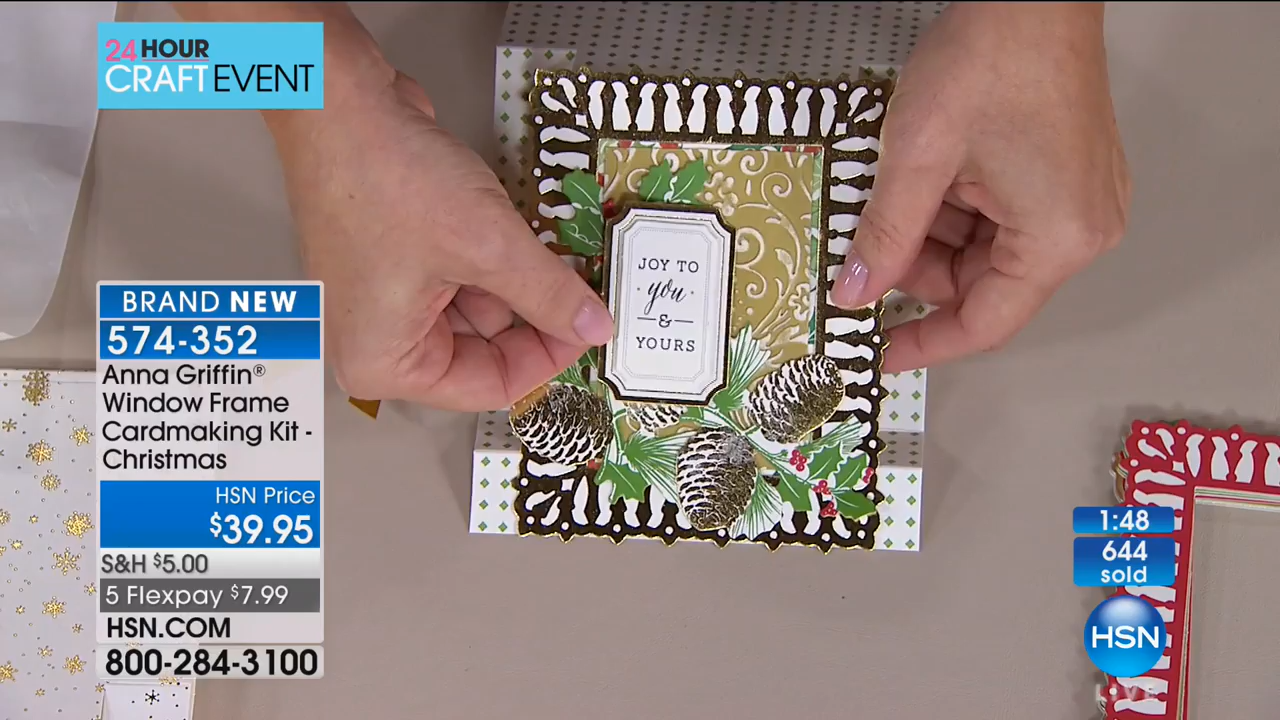 24 HOUR
CRAFT EVENT
BRAND NEW
574-352
Anna Griffin®
Window Frame
Cardmaking Kit -
Christmas
HSN Price
$39.95
S&H $5.00
5 Flexpay $7.99
HSN.COM
800-284-3100
JOY TO
you
&
YOURS
1:48
644
sold
HSN
LIVE